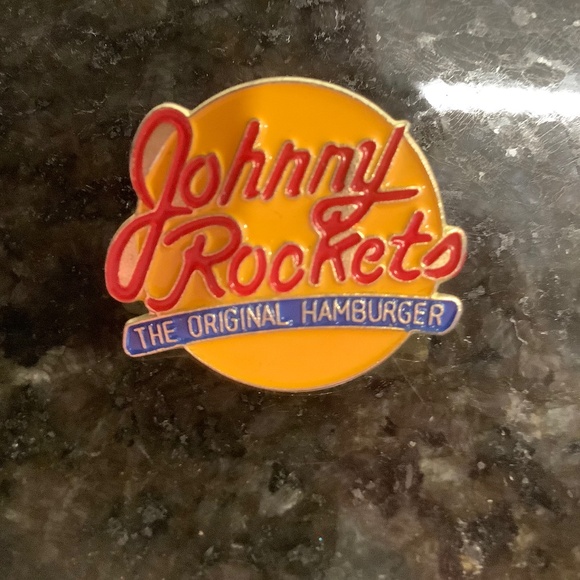 Johnny
Rockets
THE ORIGINAL HAMBURGER